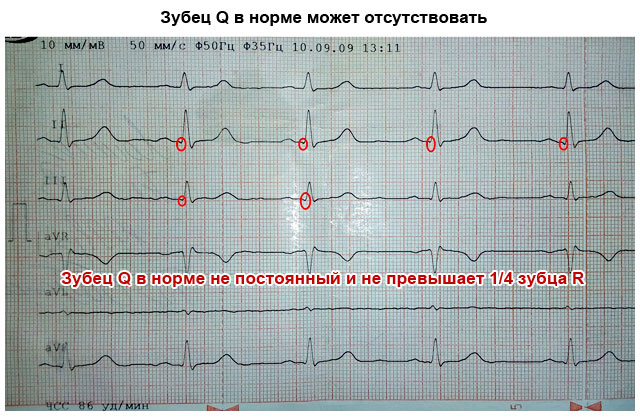 Зубец Q в норме может отсутствовать
10 мм/мВ 50 мм/с Ф50Гц Ф35Гц 10.09.09 13:11
I
II
III
aVR
Зубец Q в норме не постоянный и не превышает 1/4 зубца R
aVL
aVF
ЧСС 86 уд/мин
5